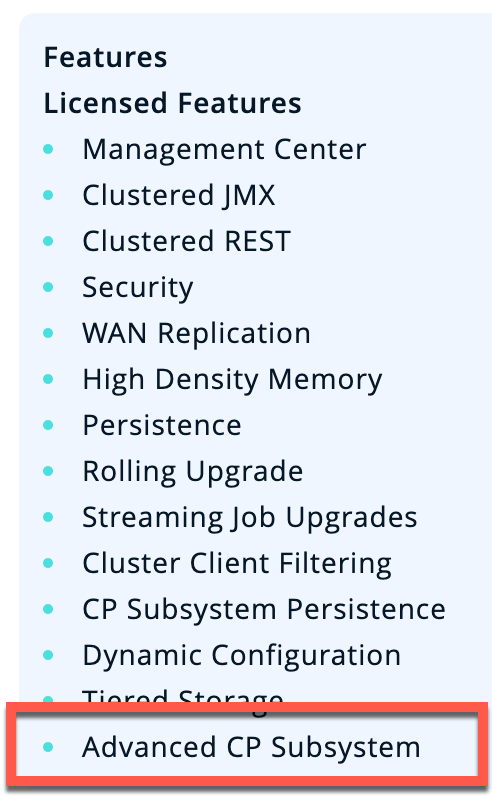 Features
Licensed Features
Management Center
Clustered JMX
Clustered REST
Security
WAN Replication
High Density Memory
Persistence
Rolling Upgrade
Streaming Job Upgrades
Cluster Client Filtering
CP Subsystem Persistence
Dynamic Configuration
Tiered Storage
Advanced CP Subsystem